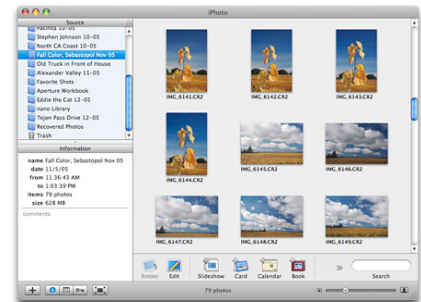 iPhoto
Source
Pacifica 10-05
Stephen Johnson 10-05
North CA Coast 10-05
Fall Color, Sebastopol Nov 05
Old Truck in Front of House
Alexander Valley 11-05
Favorite Shots
Aperture Workbook
Eddie the Cat 12-05
nano Library
Tejon Pass Drive 12-05
Recovered Photos
Trash
Information
name Fall Color, Sebastopol Nov 05
date 11/5/05
from 11:36:43 AM
to 1:03:39 PM
items 79 photos
size 628 MB
comments
IMG_6141.CR2
IMG_6142.CR2
IMG_6143.CR2
IMG_6144.CR2
IMG_6145.CR2
IMG_6146.CR2
IMG_6147.CR2
IMG_6148.CR2
IMG_6149.CR2
Rotate
Edit
Slideshow
Card
Calendar
Book
Search
79 photos